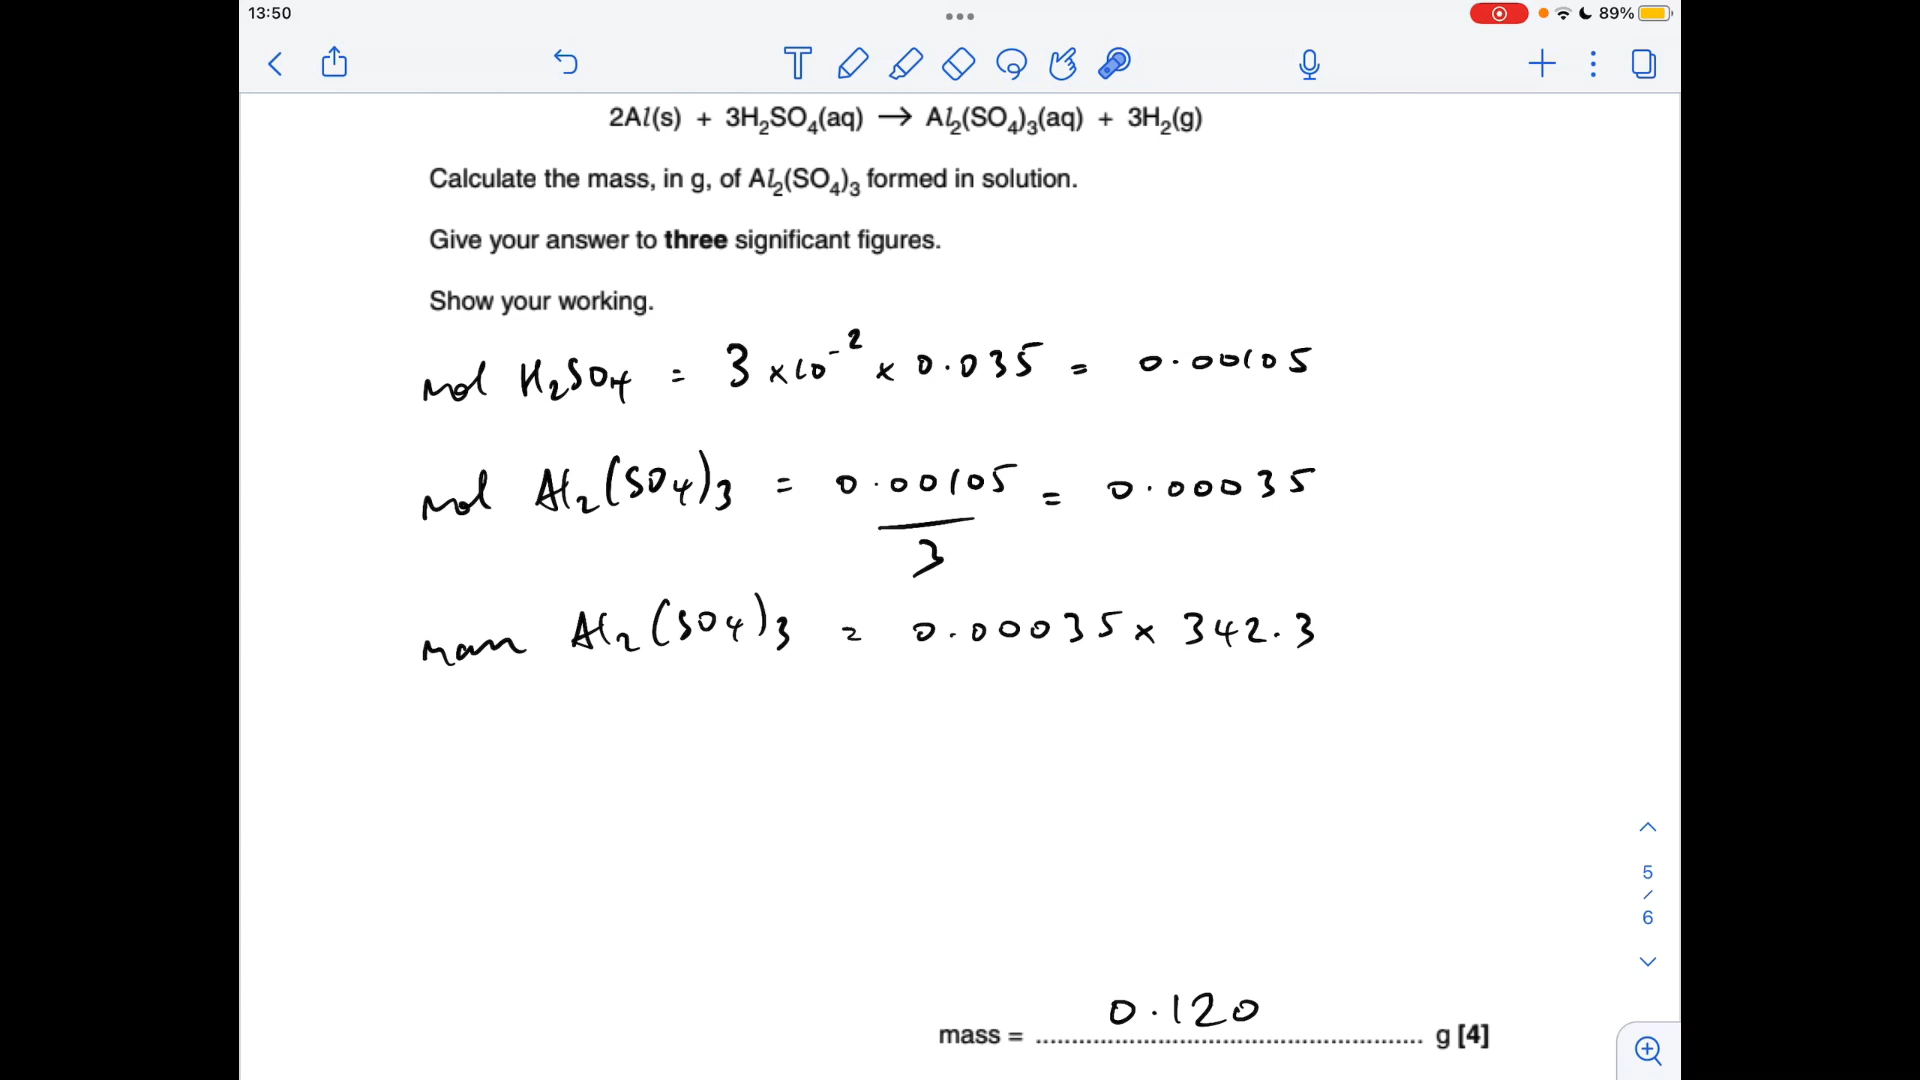 13:50
89%
2Al(s) + 3H₂SO₄(aq) → Al₂(SO₄)₃(aq) + 3H₂(g)
Calculate the mass, in g, of Al₂(SO₄)₃ formed in solution.
Give your answer to three significant figures.
Show your working.
mol H₂SO₄ = 3 × 10⁻² × 0.035 = 0.00105
mol Al₂(SO₄)₃ = 0.00105/3 = 0.00035
mass Al₂(SO₄)₃ = 0.00035 × 342.3
5
/
6
0.120
mass = ........................................................ g [4]